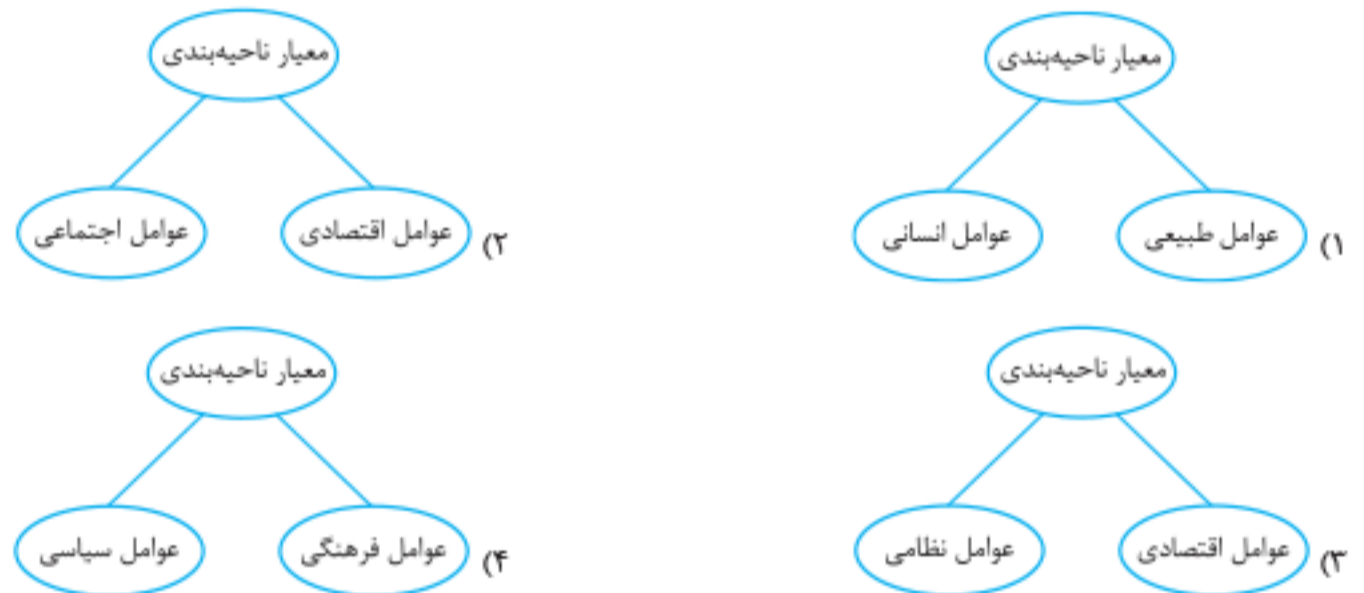 معیار ناحیه‌بندی
۱) عوامل طبیعی
عوامل انسانی
معیار ناحیه‌بندی
۲) عوامل اقتصادی
عوامل اجتماعی
معیار ناحیه‌بندی
۳) عوامل اقتصادی
عوامل نظامی
معیار ناحیه‌بندی
۴) عوامل فرهنگی
عوامل سیاسی